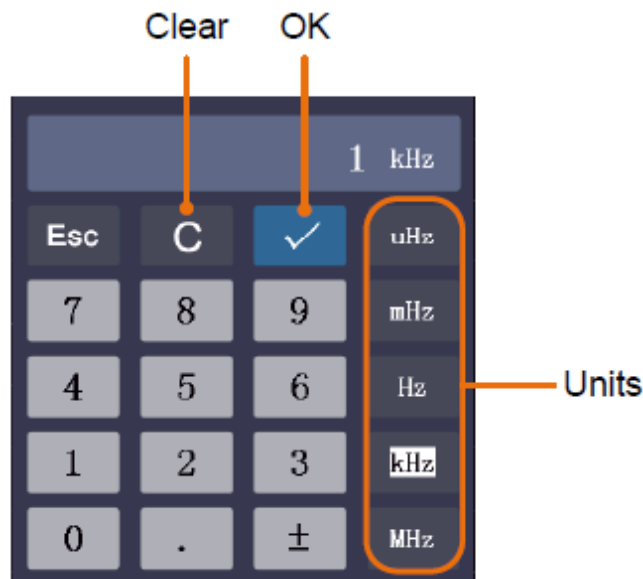 Clear OK
1 kHz
Esc C ✓ uHz
7 8 9 mHz
4 5 6 Hz
Units
1 2 3 kHz
0 . ± MHz